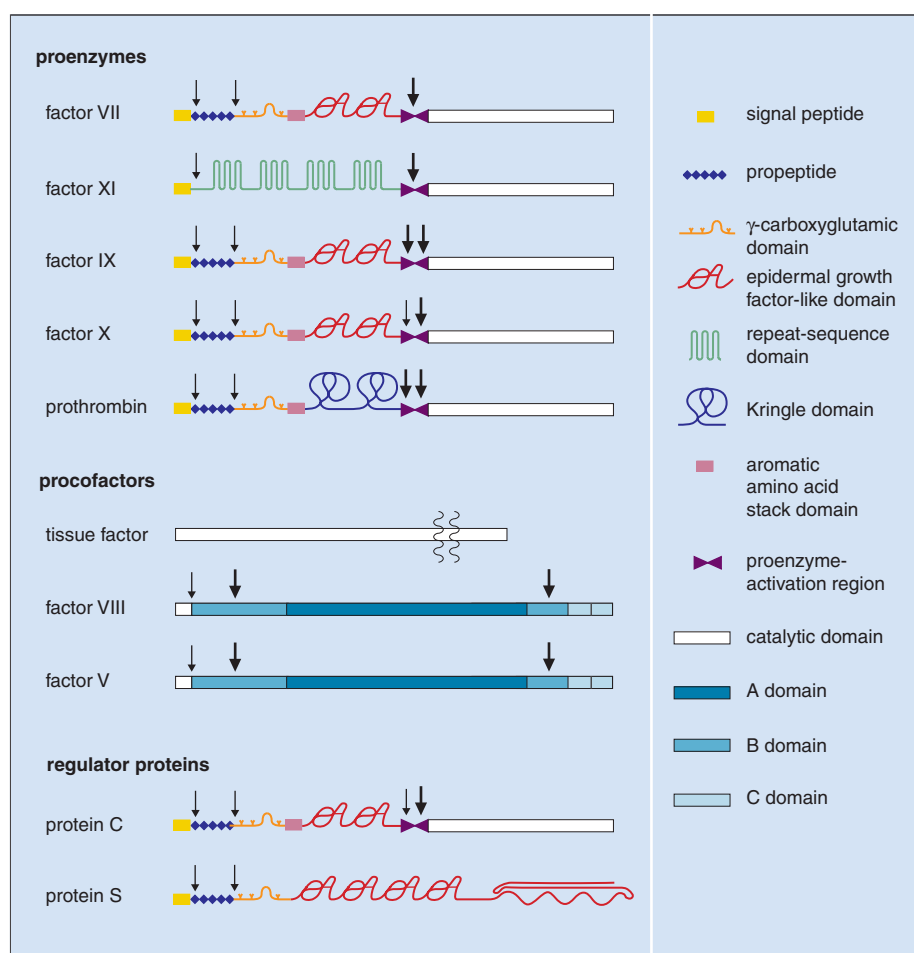 proenzymes
factor VII
factor XI
factor IX
factor X
prothrombin
procofactors
tissue factor
factor VIII
factor V
regulator proteins
protein C
protein S
signal peptide
propeptide
γ-carboxyglutamic
domain
epidermal growth
factor-like domain
repeat-sequence
domain
Kringle domain
aromatic
amino acid
stack domain
proenzyme-
activation region
catalytic domain
A domain
B domain
C domain